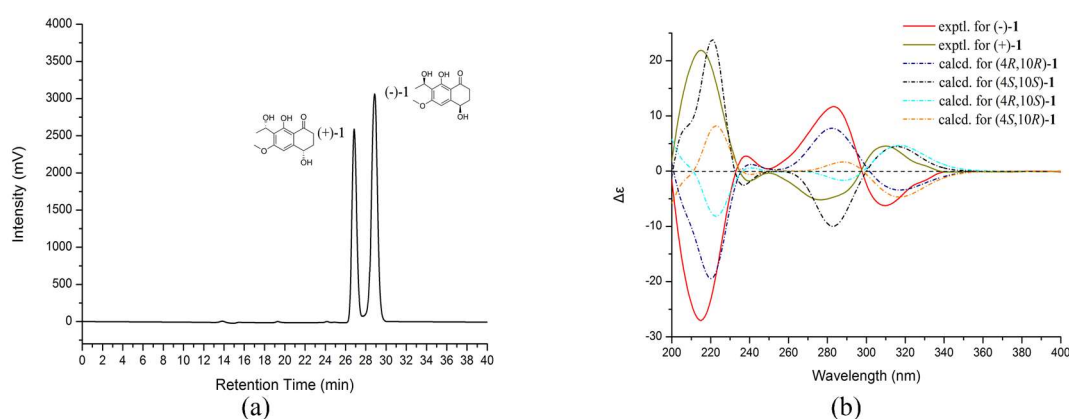 4000
3500
3000
2500
2000
1500
1000
500
0
Intensity (mV)
0 2 4 6 8 10 12 14 16 18 20 22 24 26 28 30 32 34 36 38 40
Retention Time (min)
OH OH O
(+)-1
O
OH
OH OH O
(-)-1
O
OH
(a)
20
10
0
-10
-20
-30
Δε
200 220 240 260 280 300 320 340 360 380 400
Wavelength (nm)
exptl. for (-)-1
exptl. for (+)-1
calcd. for (4R,10R)-1
calcd. for (4S,10S)-1
calcd. for (4R,10S)-1
calcd. for (4S,10R)-1
(b)